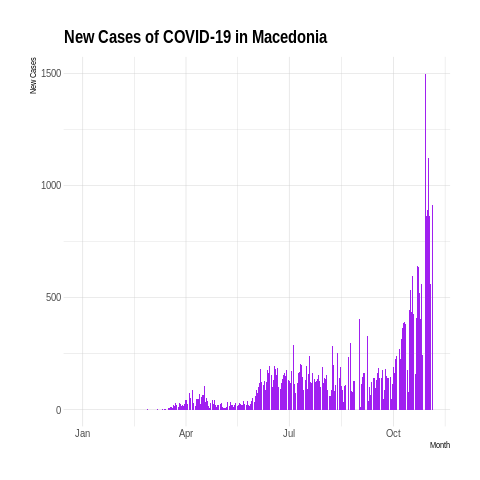 New Cases of COVID-19 in Macedonia
New Cases
1500
1000
500
0
Jan Apr Jul Oct
Month